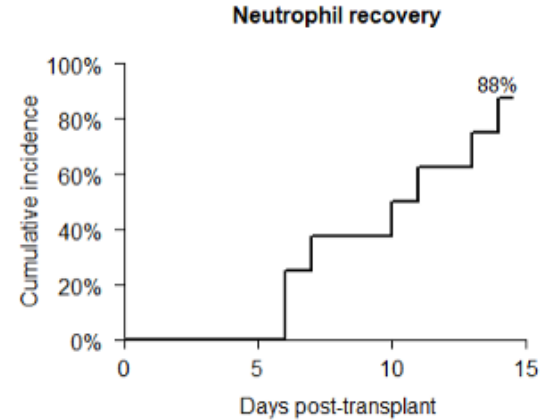 Neutrophil recovery
100%
80%
60%
40%
20%
0%
Cumulative incidence
88%
0 5 10 15
Days post-transplant